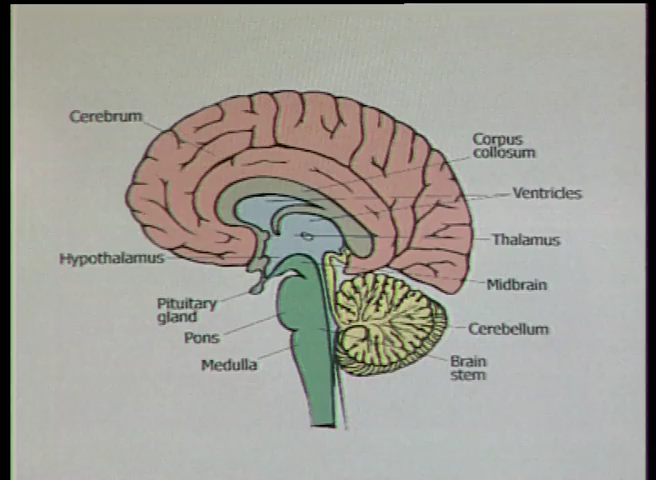 Cerebrum
Corpus
collosum
Ventricles
Thalamus
Hypothalamus
Midbrain
Pituitary
gland
Cerebellum
Pons
Medulla
Brain
stem